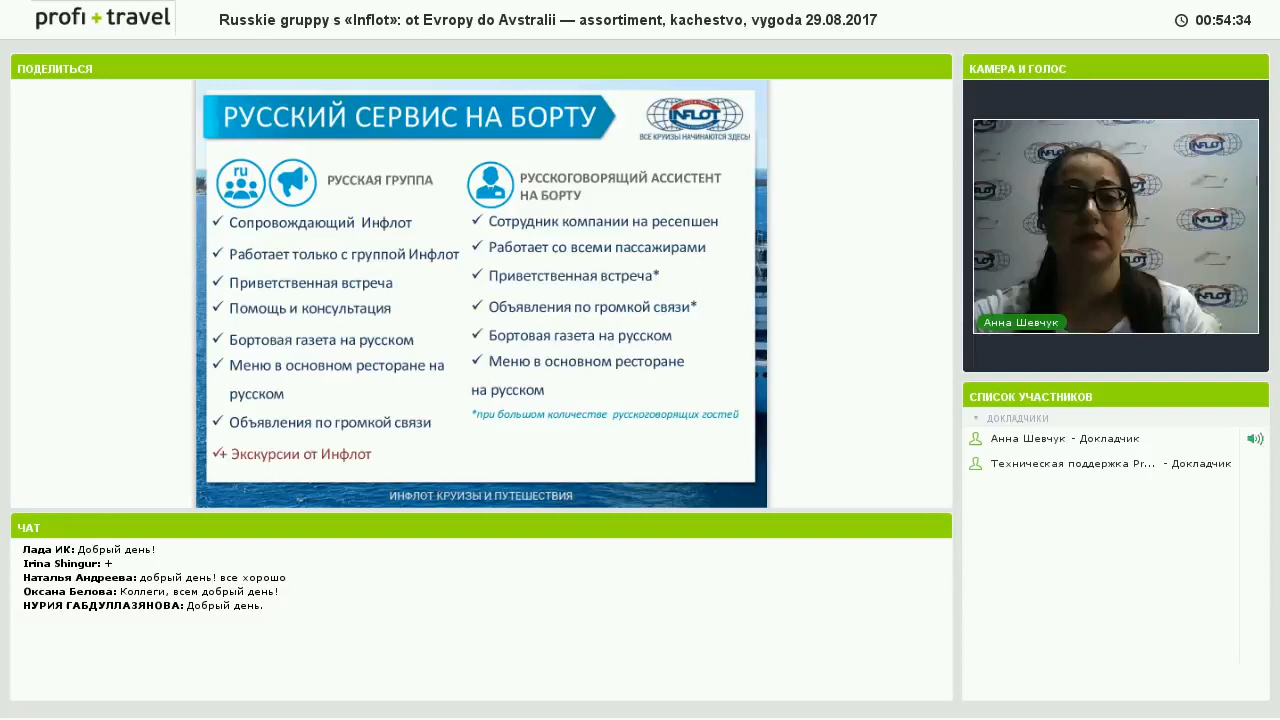 profi + travel
Russkie gruppy s «Inflot»: ot Evropy do Avstralii — assortiment, kachestvo, vygoda 29.08.2017
00:54:34
ПОДЕЛИТЬСЯ
РУССКИЙ СЕРВИС НА БОРТУ
INFLOT
ВСЕ КРУИЗЫ НАЧИНАЮТСЯ ЗДЕСЬ!
ru
РУССКАЯ ГРУППА
✓ Сопровождающий Инфлот
✓ Работает только с группой Инфлот
✓ Приветственная встреча
✓ Помощь и консультация
✓ Бортовая газета на русском
✓ Меню в основном ресторане на
русском
✓ Объявления по громкой связи
✓+ Экскурсии от Инфлот
РУССКОГОВОРЯЩИЙ АССИСТЕНТ
НА БОРТУ
✓ Сотрудник компании на ресепшен
✓ Работает со всеми пассажирами
✓ Приветственная встреча*
✓ Объявления по громкой связи*
✓ Бортовая газета на русском
✓ Меню в основном ресторане
на русском
*при большом количестве русскоговорящих гостей
ИНФЛОТ КРУИЗЫ И ПУТЕШЕСТВИЯ
КАМЕРА И ГОЛОС
INFLOT
INFLOT
INFLOT
INFLOT
Анна Шевчук
СПИСОК УЧАСТНИКОВ
ДОКЛАДЧИКИ
Анна Шевчук - Докладчик
Техническая поддержка Pr... - Докладчик
ЧАТ
Лада ИК: Добрый день!
Irina Shingur: +
Наталья Андреева: добрый день! все хорошо
Оксана Белова: Коллеги, всем добрый день!
НУРИЯ ГАБДУЛЛАЗЯНОВА: Добрый день.